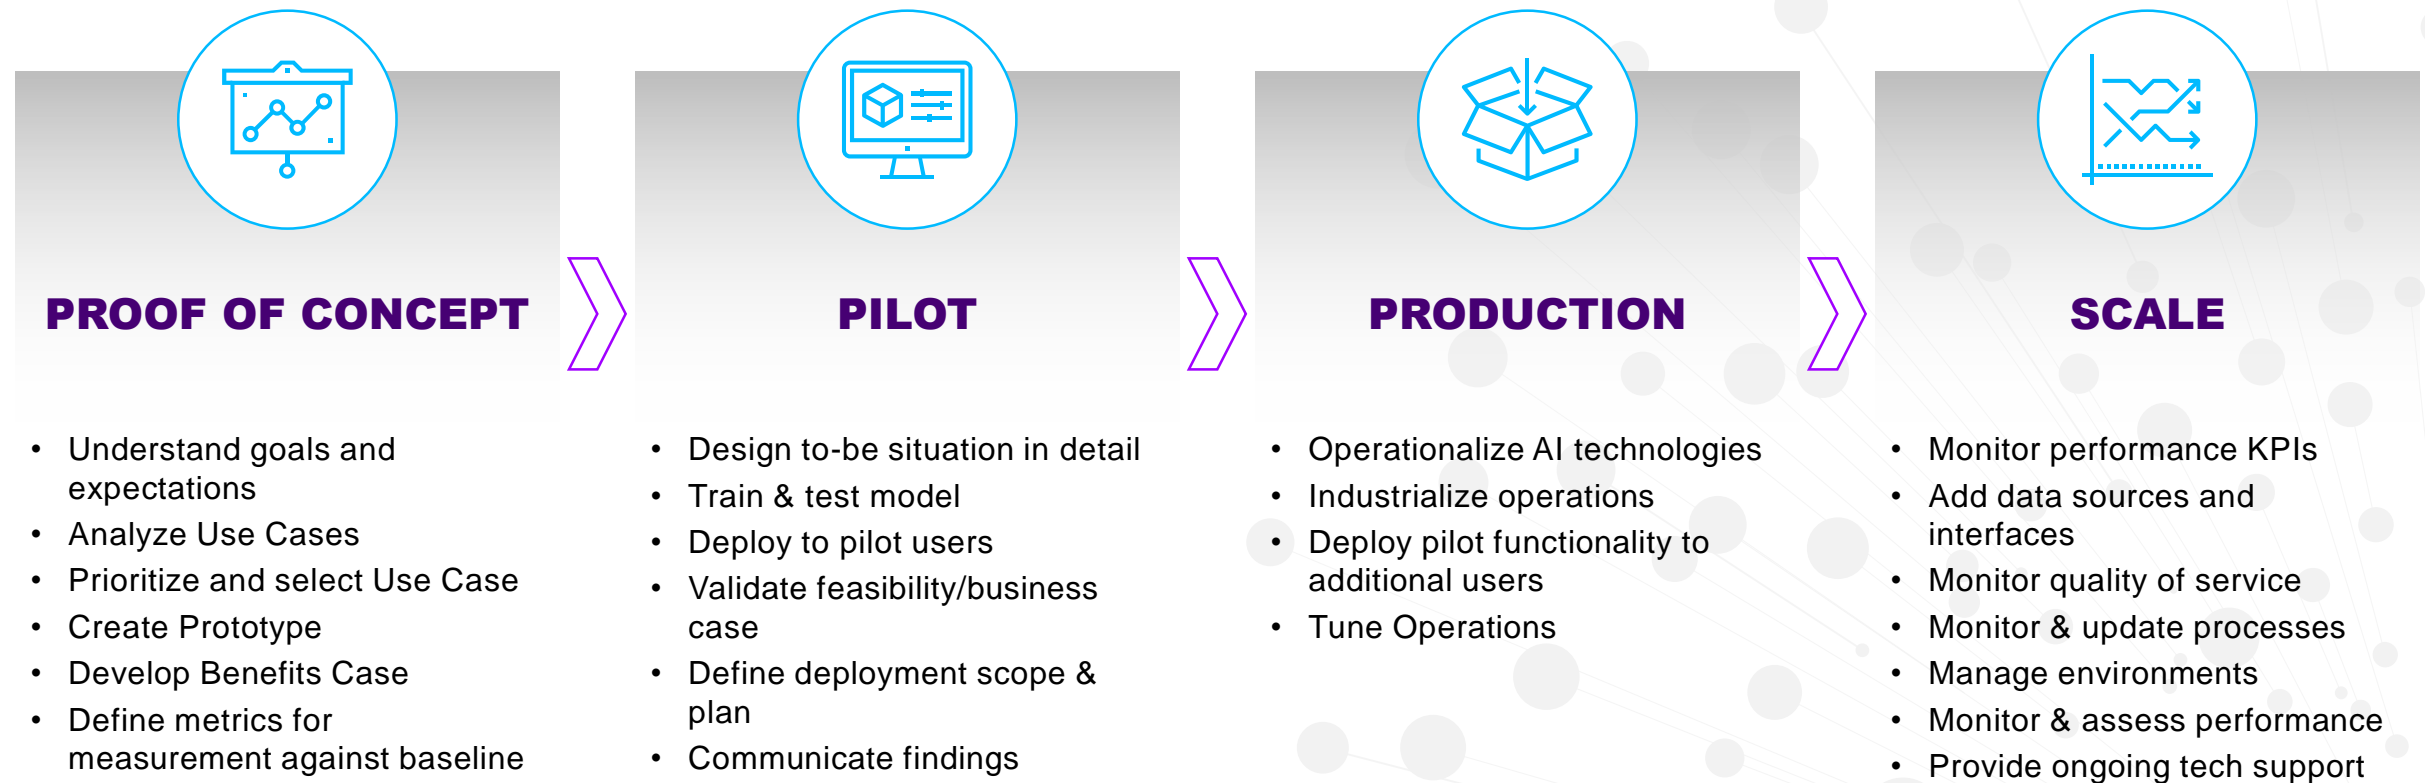 PROOF OF CONCEPT
• Understand goals and
expectations
• Analyze Use Cases
• Prioritize and select Use Case
• Create Prototype
• Develop Benefits Case
• Define metrics for
measurement against baseline
PILOT
• Design to-be situation in detail
• Train & test model
• Deploy to pilot users
• Validate feasibility/business
case
• Define deployment scope &
plan
• Communicate findings
PRODUCTION
• Operationalize AI technologies
• Industrialize operations
• Deploy pilot functionality to
additional users
• Tune Operations
SCALE
• Monitor performance KPIs
• Add data sources and
interfaces
• Monitor quality of service
• Monitor & update processes
• Manage environments
• Monitor & assess performance
• Provide ongoing tech support